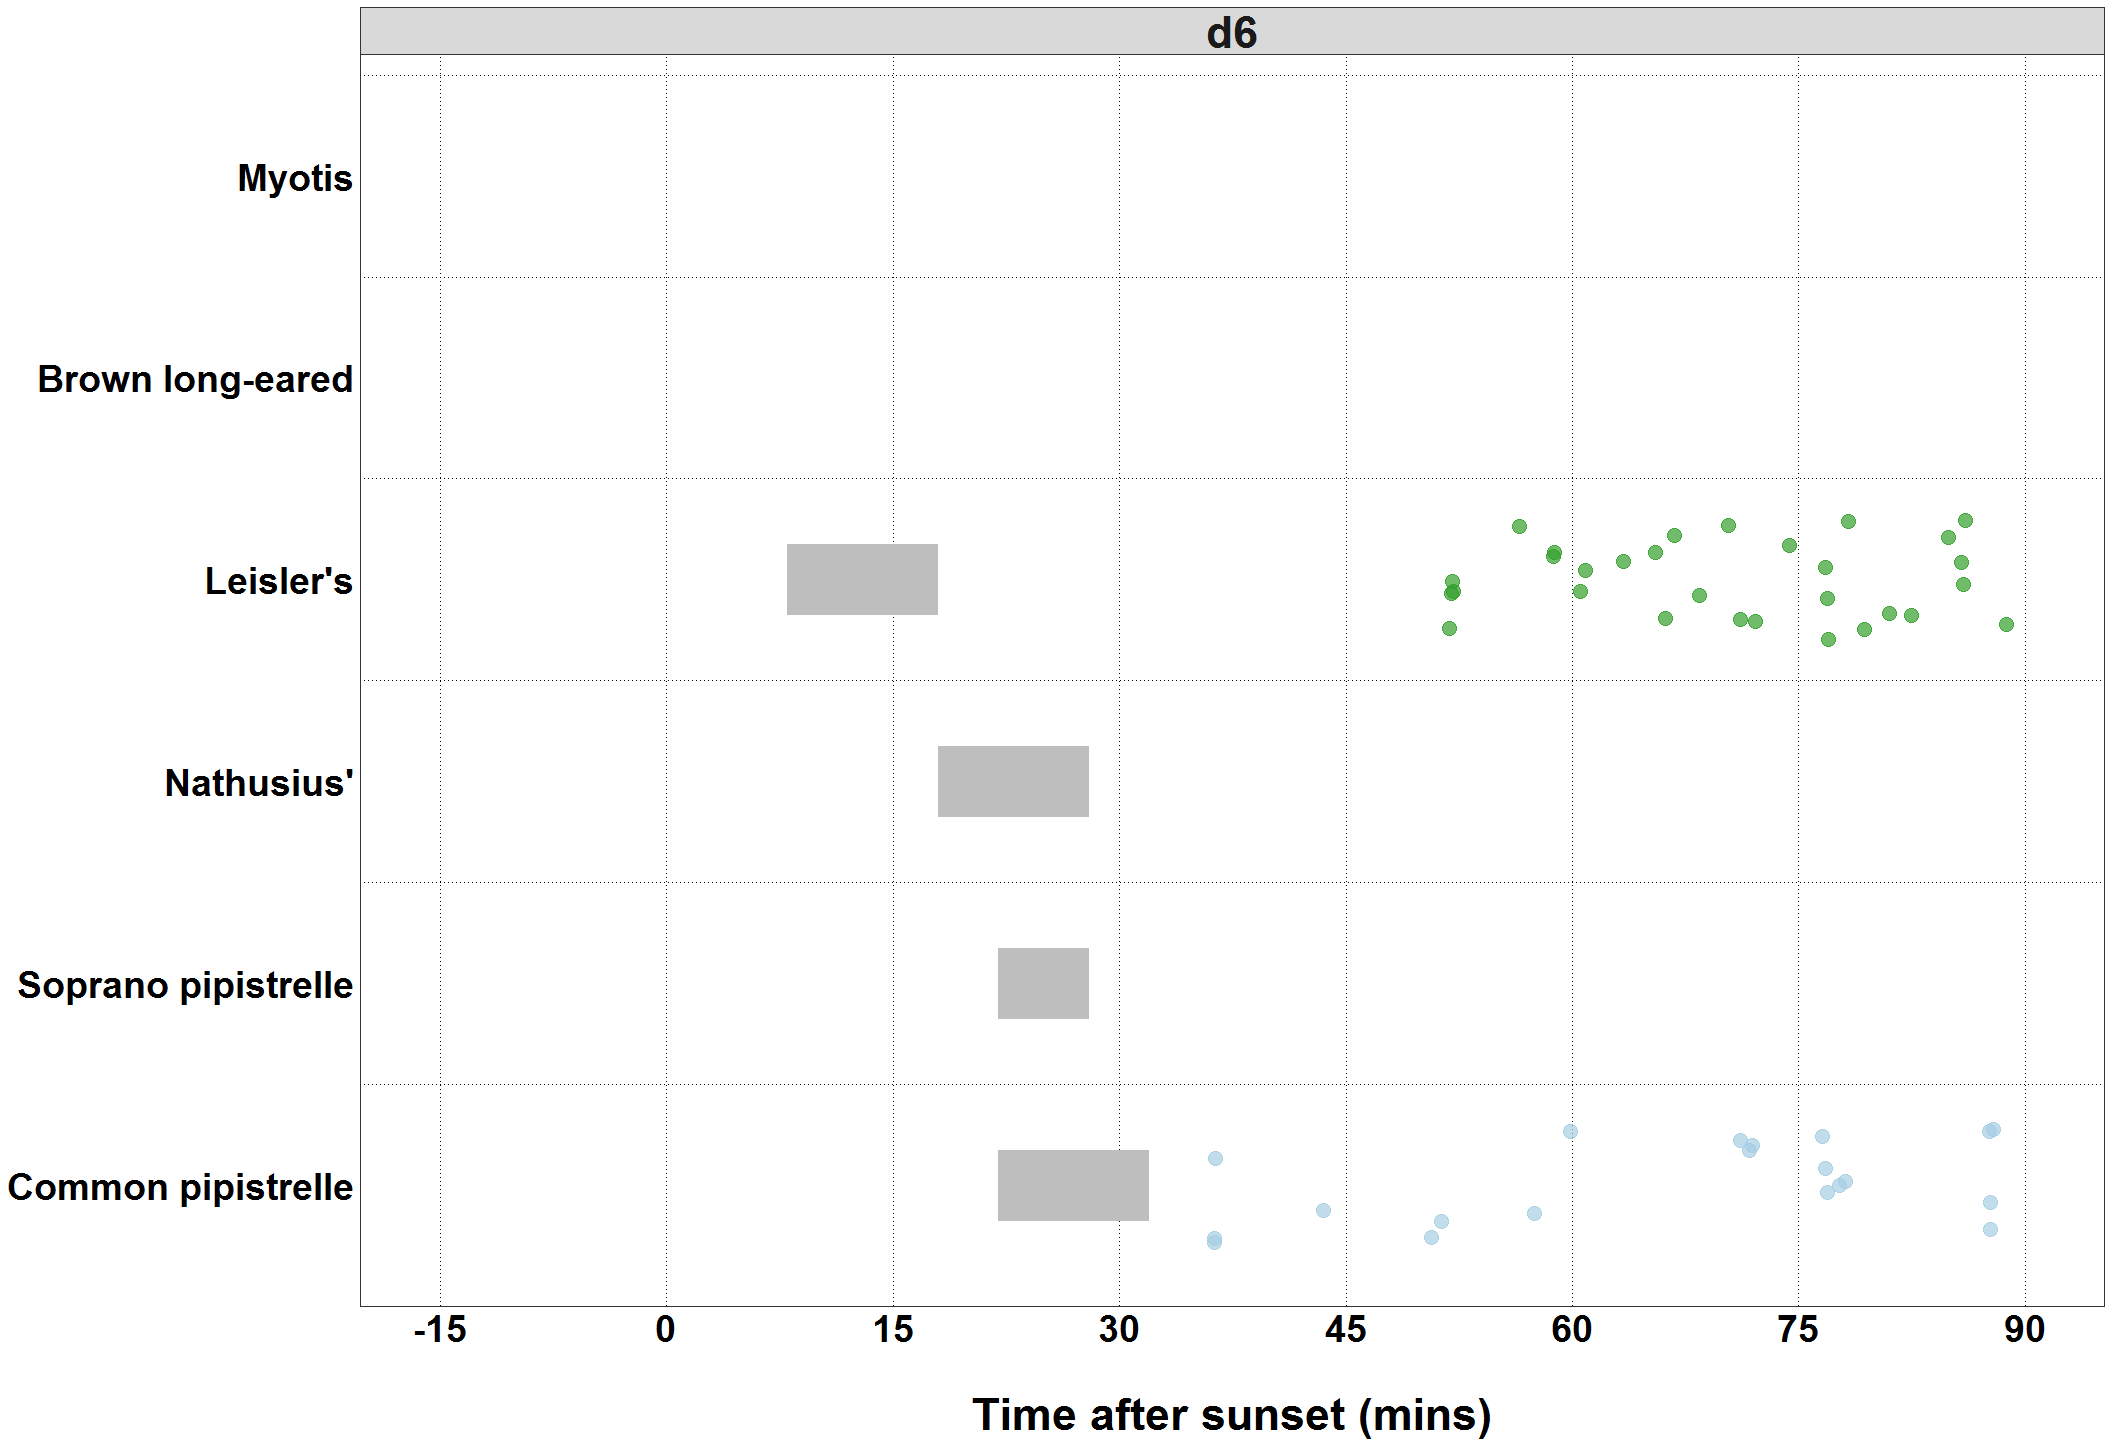 d6
Myotis
Brown long-eared
Leisler's
Nathusius'
Soprano pipistrelle
Common pipistrelle
-15 0 15 30 45 60 75 90
Time after sunset (mins)